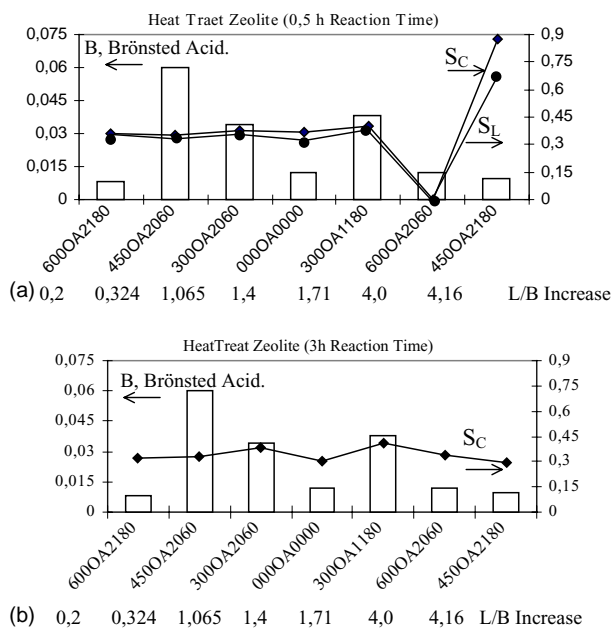 Heat Traet Zeolite (0,5 h Reaction Time)
0,075 0,9
B, Brönsted Acid. SC
0,06 0,75
0,045 0,6
0,03 SL 0,45
0,015 0,3
0 0,15
0
600OA2180 450OA2060 300OA2060 000OA0000 300OA1180 600OA2060 450OA2180
(a) 0,2 0,324 1,065 1,4 1,71 4,0 4,16 L/B Increase
HeatTreat Zeolite (3h Reaction Time)
0,075 0,9
B, Brönsted Acid. 0,75
0,06 0,6
0,045 SC 0,45
0,03 0,3
0,015 0,15
0 0
600OA2180 450OA2060 300OA2060 000OA0000 300OA1180 600OA2060 450OA2180
(b) 0,2 0,324 1,065 1,4 1,71 4,0 4,16 L/B Increase